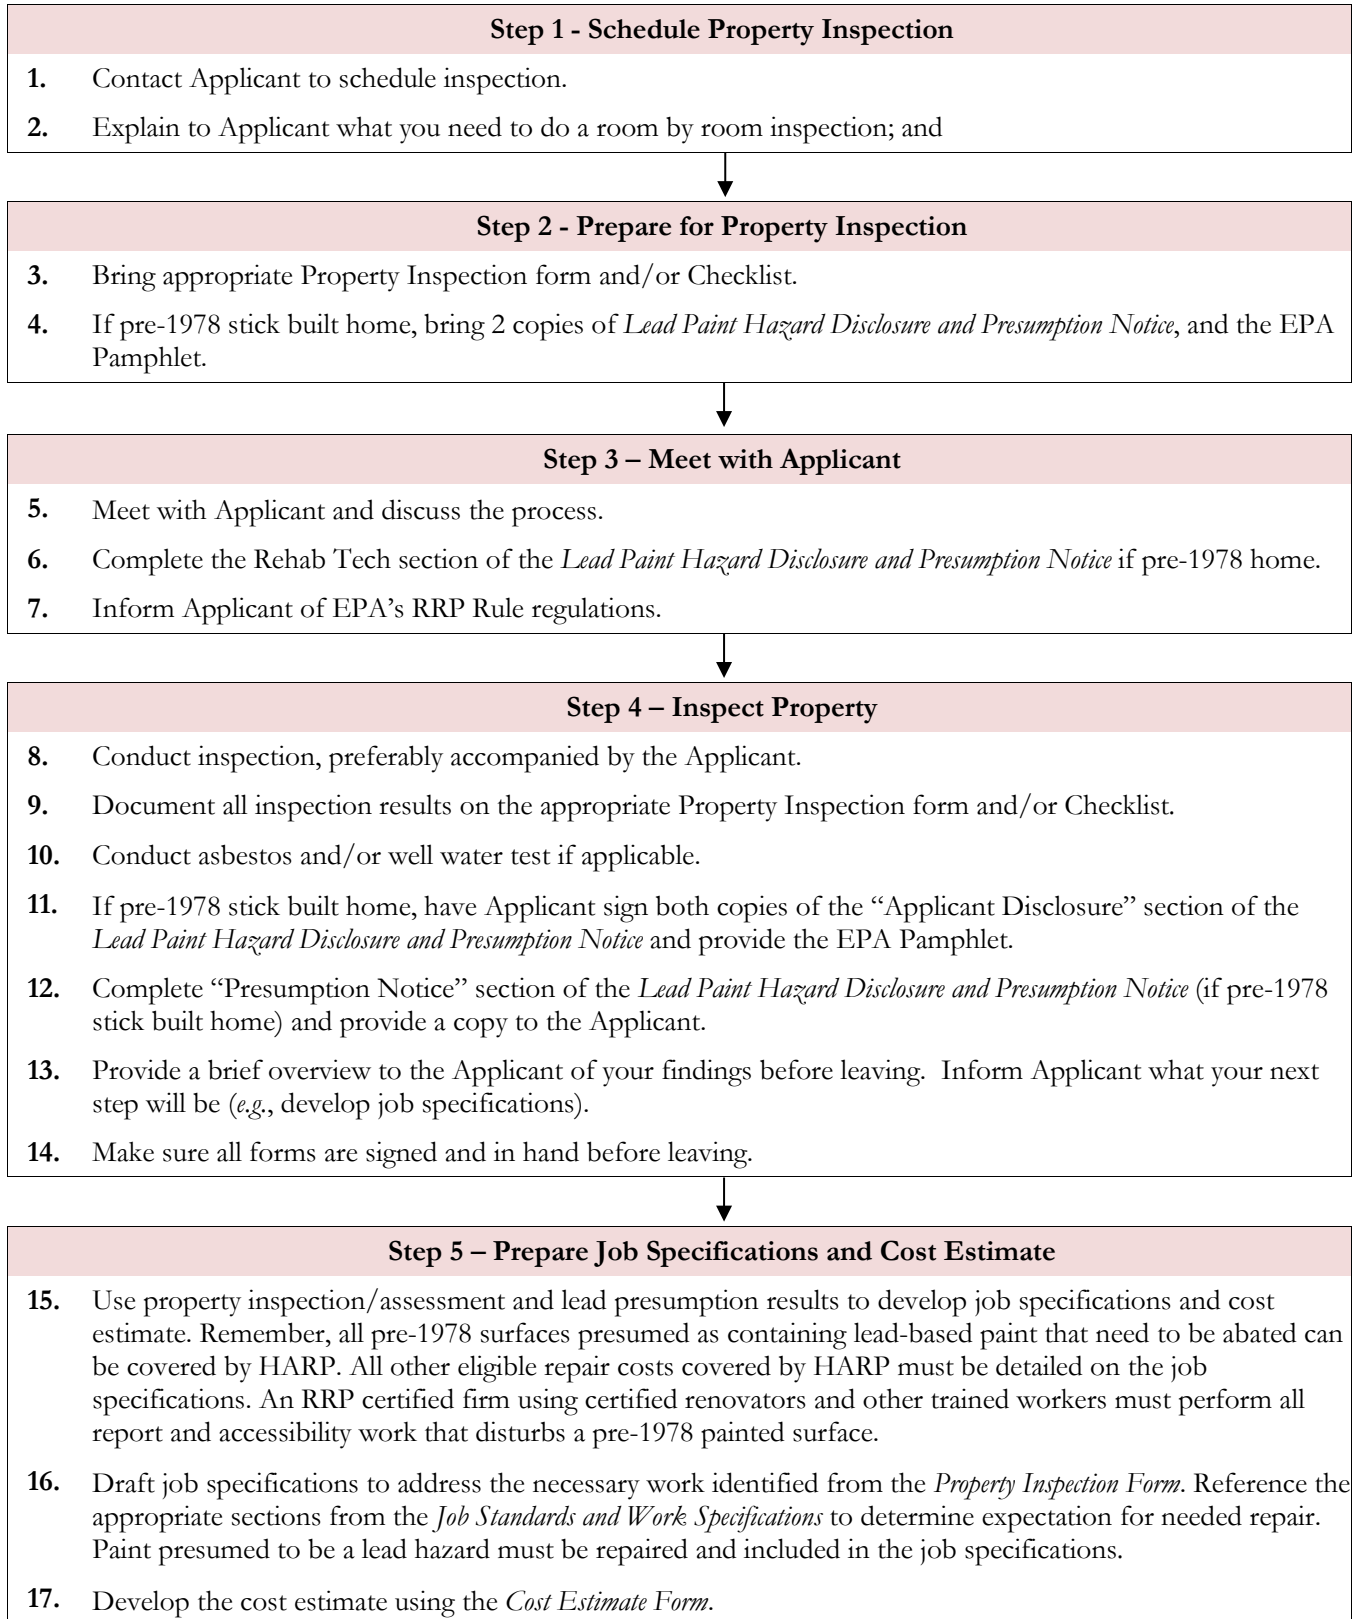 Step 1 - Schedule Property Inspection
1. Contact Applicant to schedule inspection.
2. Explain to Applicant what you need to do a room by room inspection; and
Step 2 - Prepare for Property Inspection
3. Bring appropriate Property Inspection form and/or Checklist.
4. If pre-1978 stick built home, bring 2 copies of Lead Paint Hazard Disclosure and Presumption Notice, and the EPA
Pamphlet.
Step 3 – Meet with Applicant
5. Meet with Applicant and discuss the process.
6. Complete the Rehab Tech section of the Lead Paint Hazard Disclosure and Presumption Notice if pre-1978 home.
7. Inform Applicant of EPA’s RRP Rule regulations.
Step 4 – Inspect Property
8. Conduct inspection, preferably accompanied by the Applicant.
9. Document all inspection results on the appropriate Property Inspection form and/or Checklist.
10. Conduct asbestos and/or well water test if applicable.
11. If pre-1978 stick built home, have Applicant sign both copies of the “Applicant Disclosure” section of the
Lead Paint Hazard Disclosure and Presumption Notice and provide the EPA Pamphlet.
12. Complete “Presumption Notice” section of the Lead Paint Hazard Disclosure and Presumption Notice (if pre-1978
stick built home) and provide a copy to the Applicant.
13. Provide a brief overview to the Applicant of your findings before leaving. Inform Applicant what your next
step will be (e.g., develop job specifications).
14. Make sure all forms are signed and in hand before leaving.
Step 5 – Prepare Job Specifications and Cost Estimate
15. Use property inspection/assessment and lead presumption results to develop job specifications and cost
estimate. Remember, all pre-1978 surfaces presumed as containing lead-based paint that need to be abated can
be covered by HARP. All other eligible repair costs covered by HARP must be detailed on the job
specifications. An RRP certified firm using certified renovators and other trained workers must perform all
report and accessibility work that disturbs a pre-1978 painted surface.
16. Draft job specifications to address the necessary work identified from the Property Inspection Form. Reference the
appropriate sections from the Job Standards and Work Specifications to determine expectation for needed repair.
Paint presumed to be a lead hazard must be repaired and included in the job specifications.
17. Develop the cost estimate using the Cost Estimate Form.